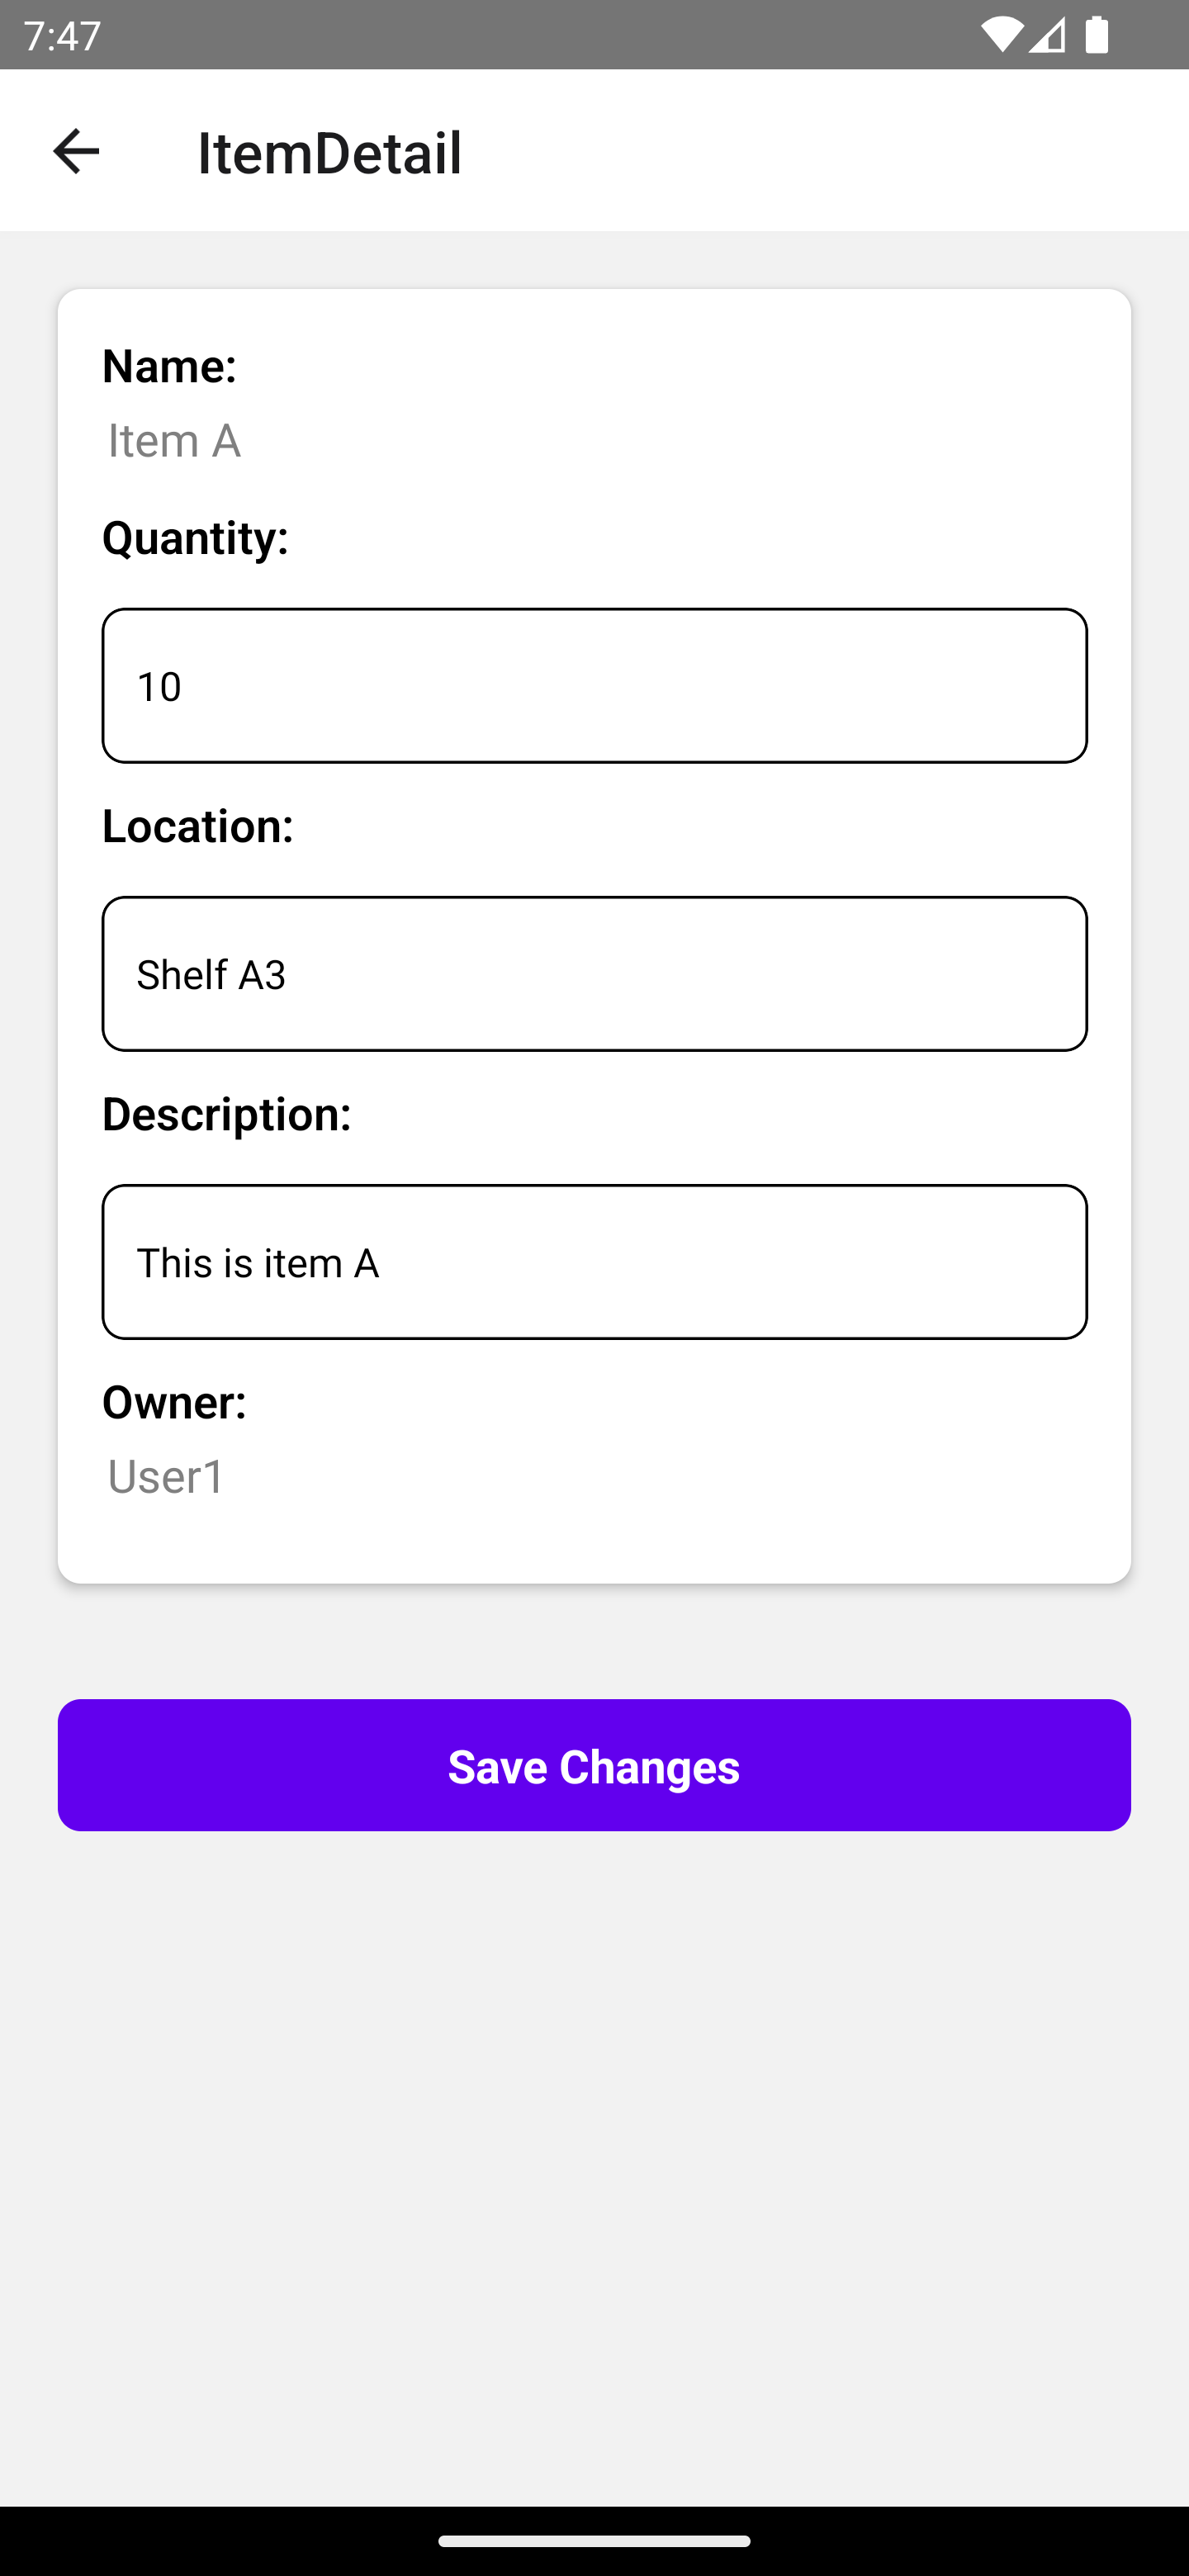 7:47
ItemDetail
Name:
Item A
Quantity:
10
Location:
Shelf A3
Description:
This is item A
Owner:
User1
Save Changes